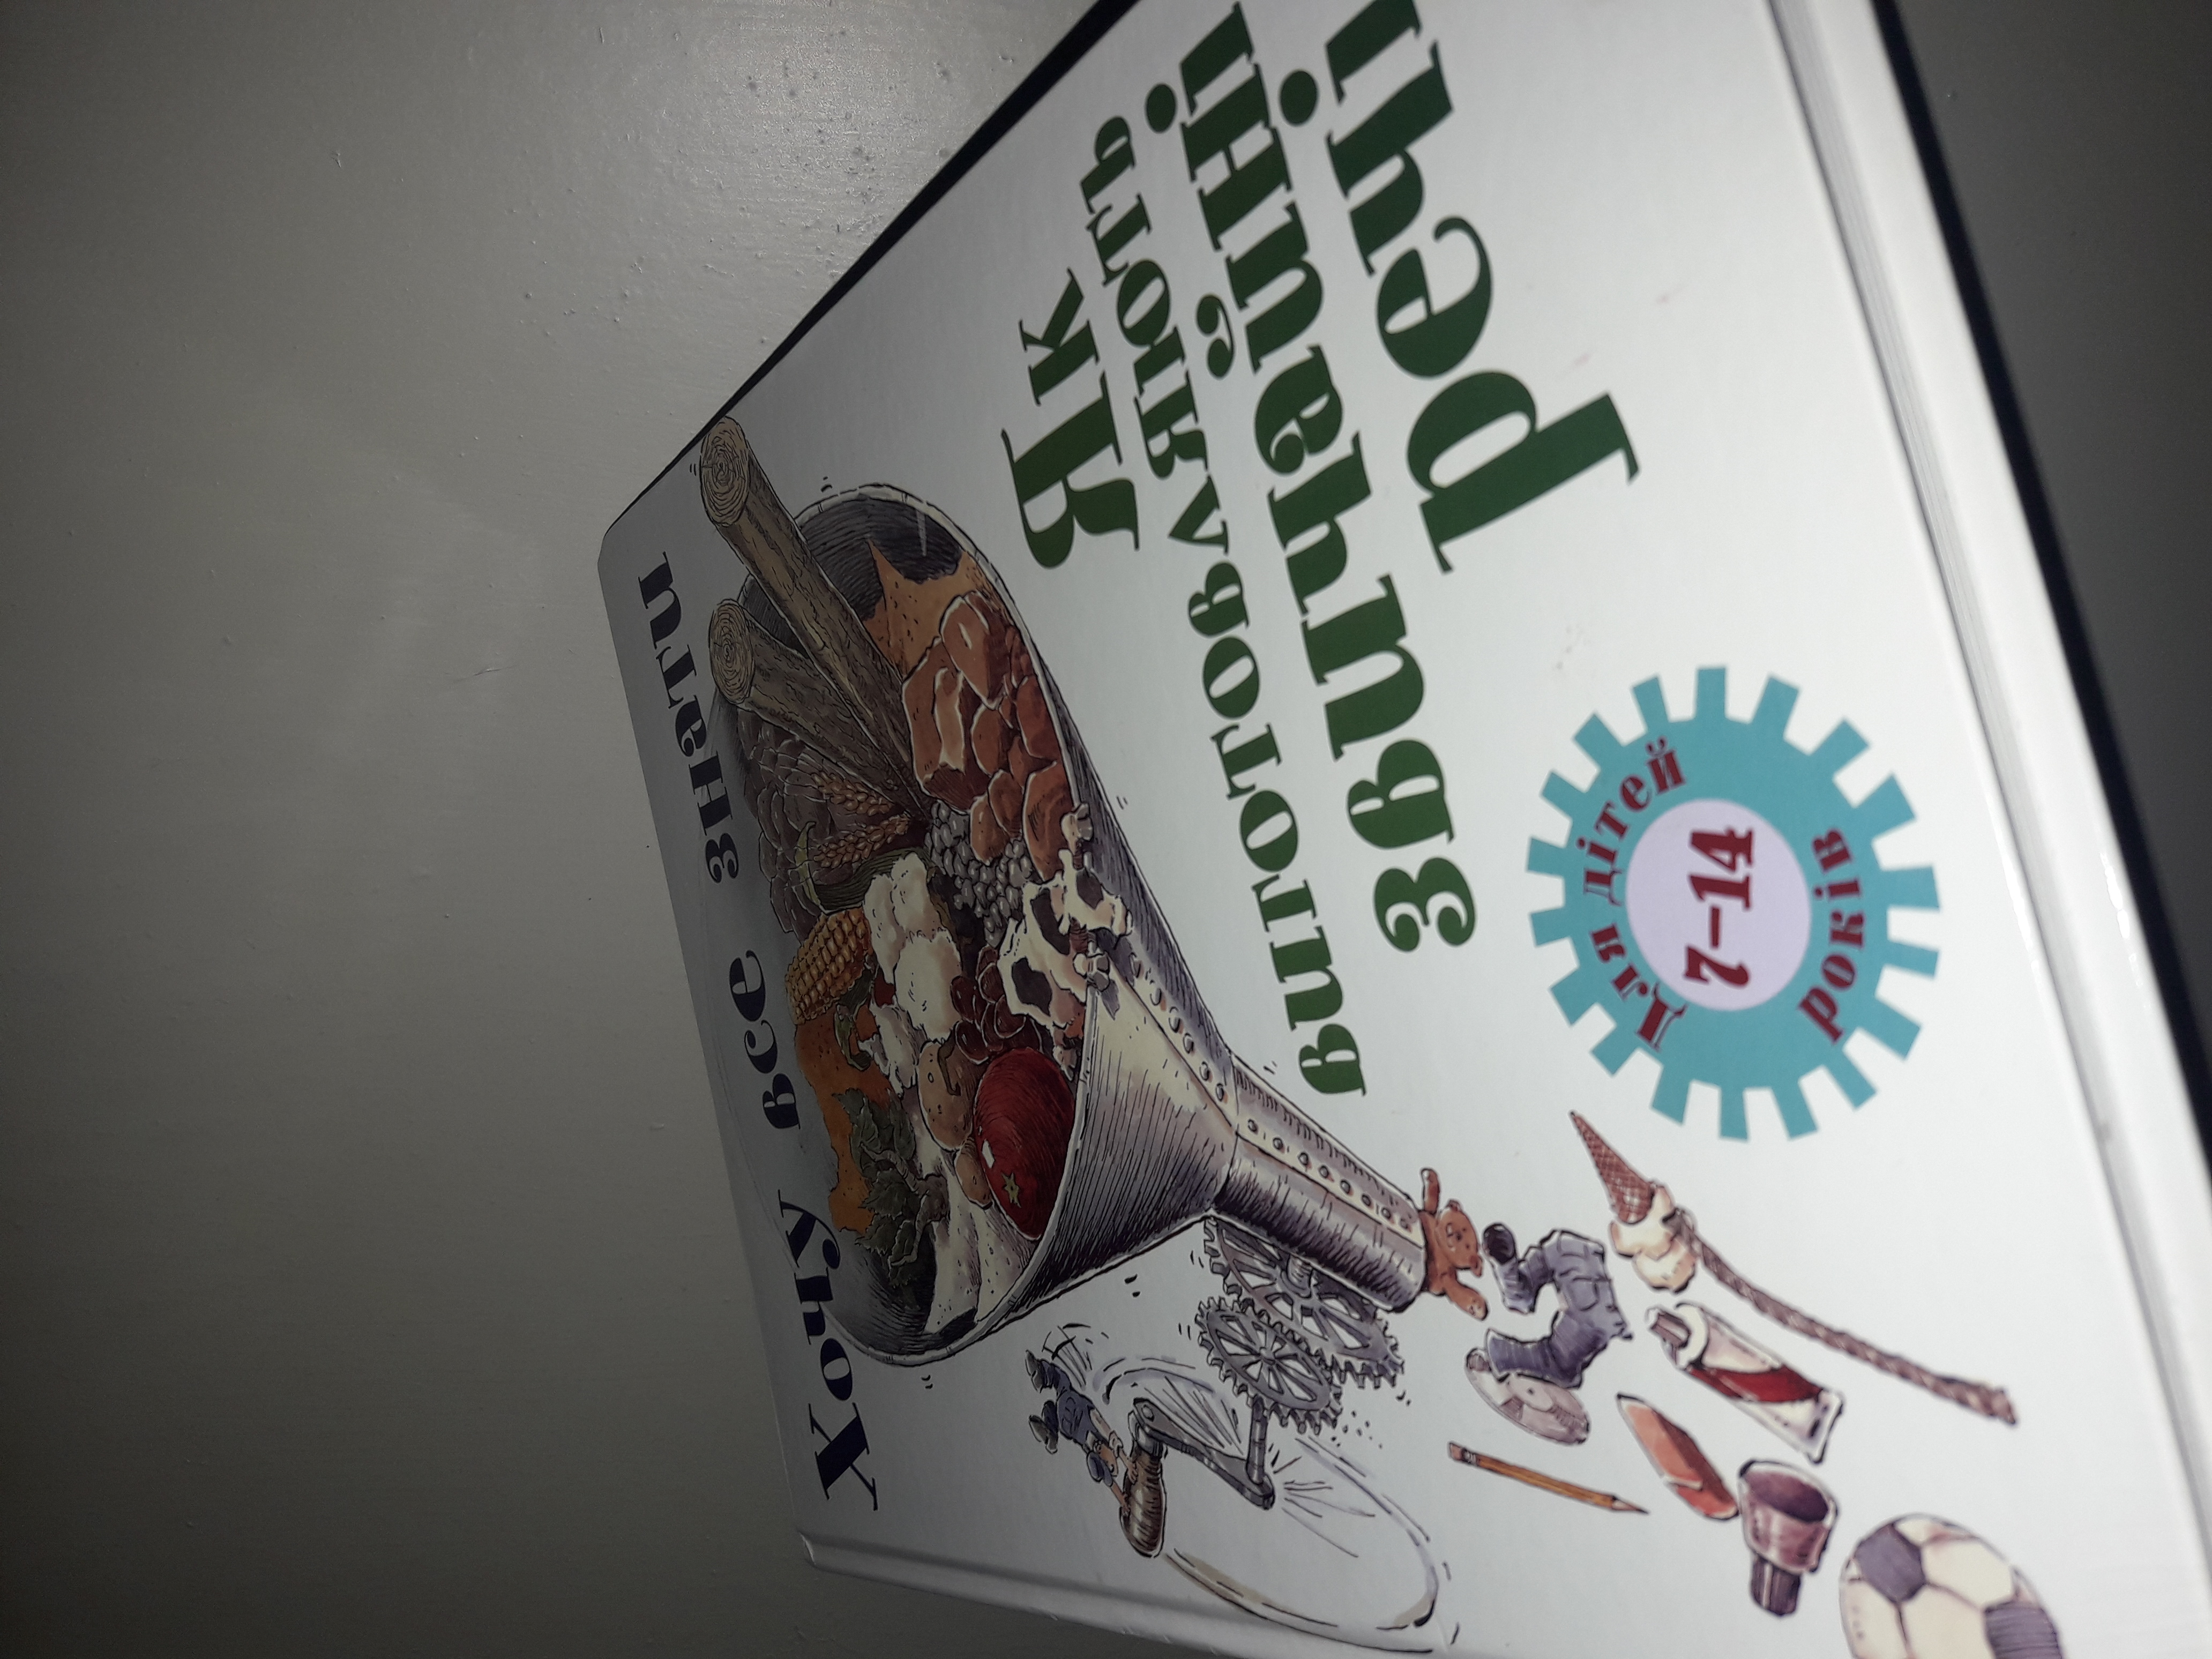 Хочу все знати
Як
виготовляють
звичайні
речі
Для дітей
7–14
років